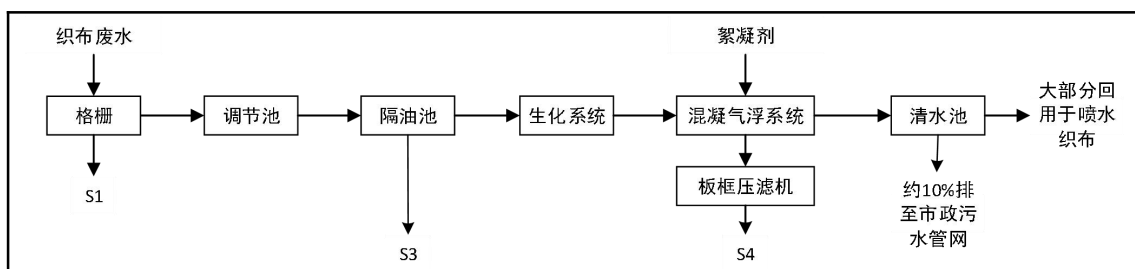 织布废水
絮凝剂
格栅
调节池
隔油池
生化系统
混凝气浮系统
清水池
大部分回
用于喷水
织布
S1
板框压滤机
约10%排
至市政污
水管网
S3
S4